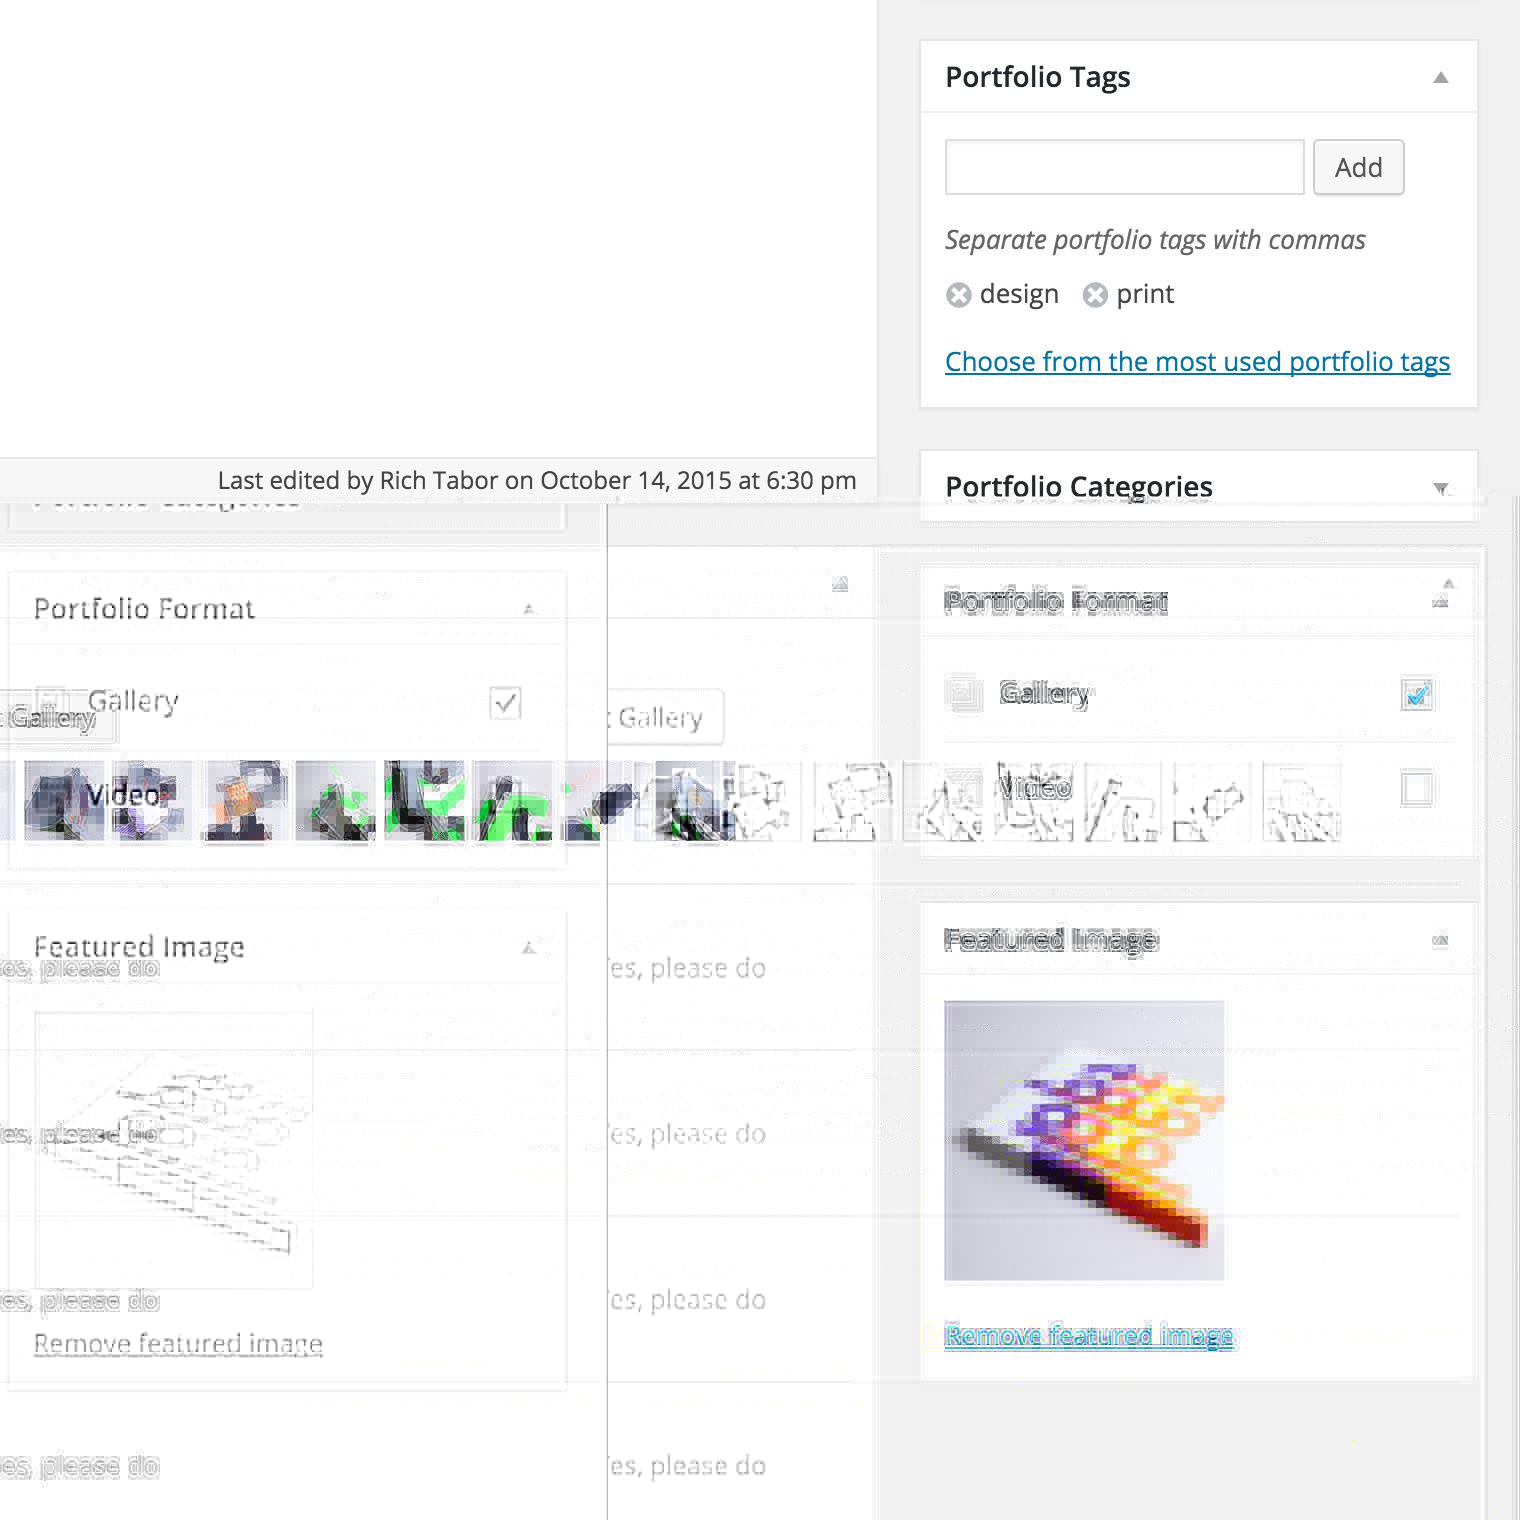 Portfolio Tags
Add
Separate portfolio tags with commas
design print
Choose from the most used portfolio tags
Last edited by Rich Tabor on October 14, 2015 at 6:30 pm
Portfolio Categories
Portfolio Categories
Portfolio Format
Portfolio Format
Gallery
Gallery
Gallery
Gallery
Video
Video
Featured Image
Featured Image
es, please do
es, please do
es, please do
es, please do
es, please do
es, please do
Remove featured image
Remove featured image
es, please do
es, please do